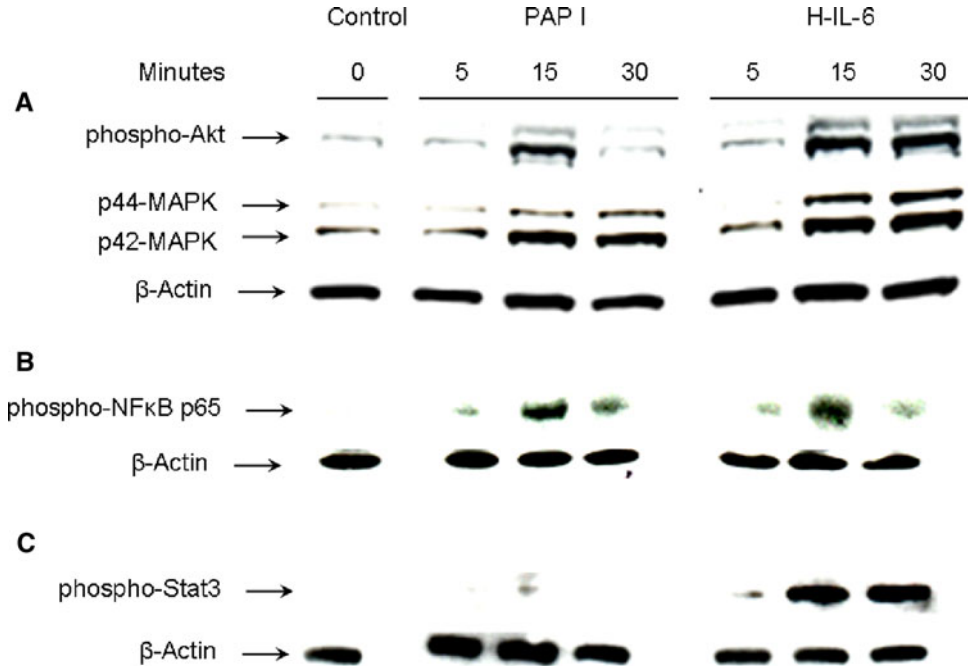 Control PAP I H-IL-6
Minutes 0 5 15 30 5 15 30
A
phospho-Akt
p44-MAPK
p42-MAPK
β-Actin
B
phospho-NFκB p65
β-Actin
C
phospho-Stat3
β-Actin